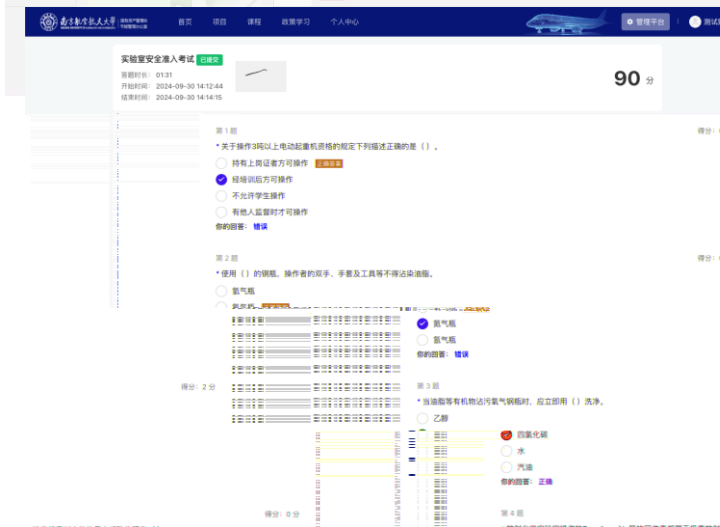 南京航空航天大学
首页 项目 课程 政策学习 个人中心
管理平台
实验室安全准入考试 已提交
答题时长： 01:31
开始时间： 2024-09-30 14:12:44
结束时间： 2024-09-30 14:14:15
90 分
第 1 题
得分：
* 关于操作3吨以上电动起重机资格的规定下列描述正确的是（ ）。
持有上岗证者方可操作 正确答案
经培训后方可操作
不允许学生操作
有他人监督时才可操作
你的回答： 错误
第 2 题
得分：
* 使用（ ）的钢瓶，操作者的双手、手套及工具等不得沾染油脂。
氢气瓶
氮气瓶
氩气瓶
你的回答： 错误
得分： 2 分
第 3 题
* 当油脂等有机物沾污氧气钢瓶时，应立即用（ ）洗净。
乙醇
四氯化碳
水
汽油
你的回答： 正确
得分： 0 分
第 4 题